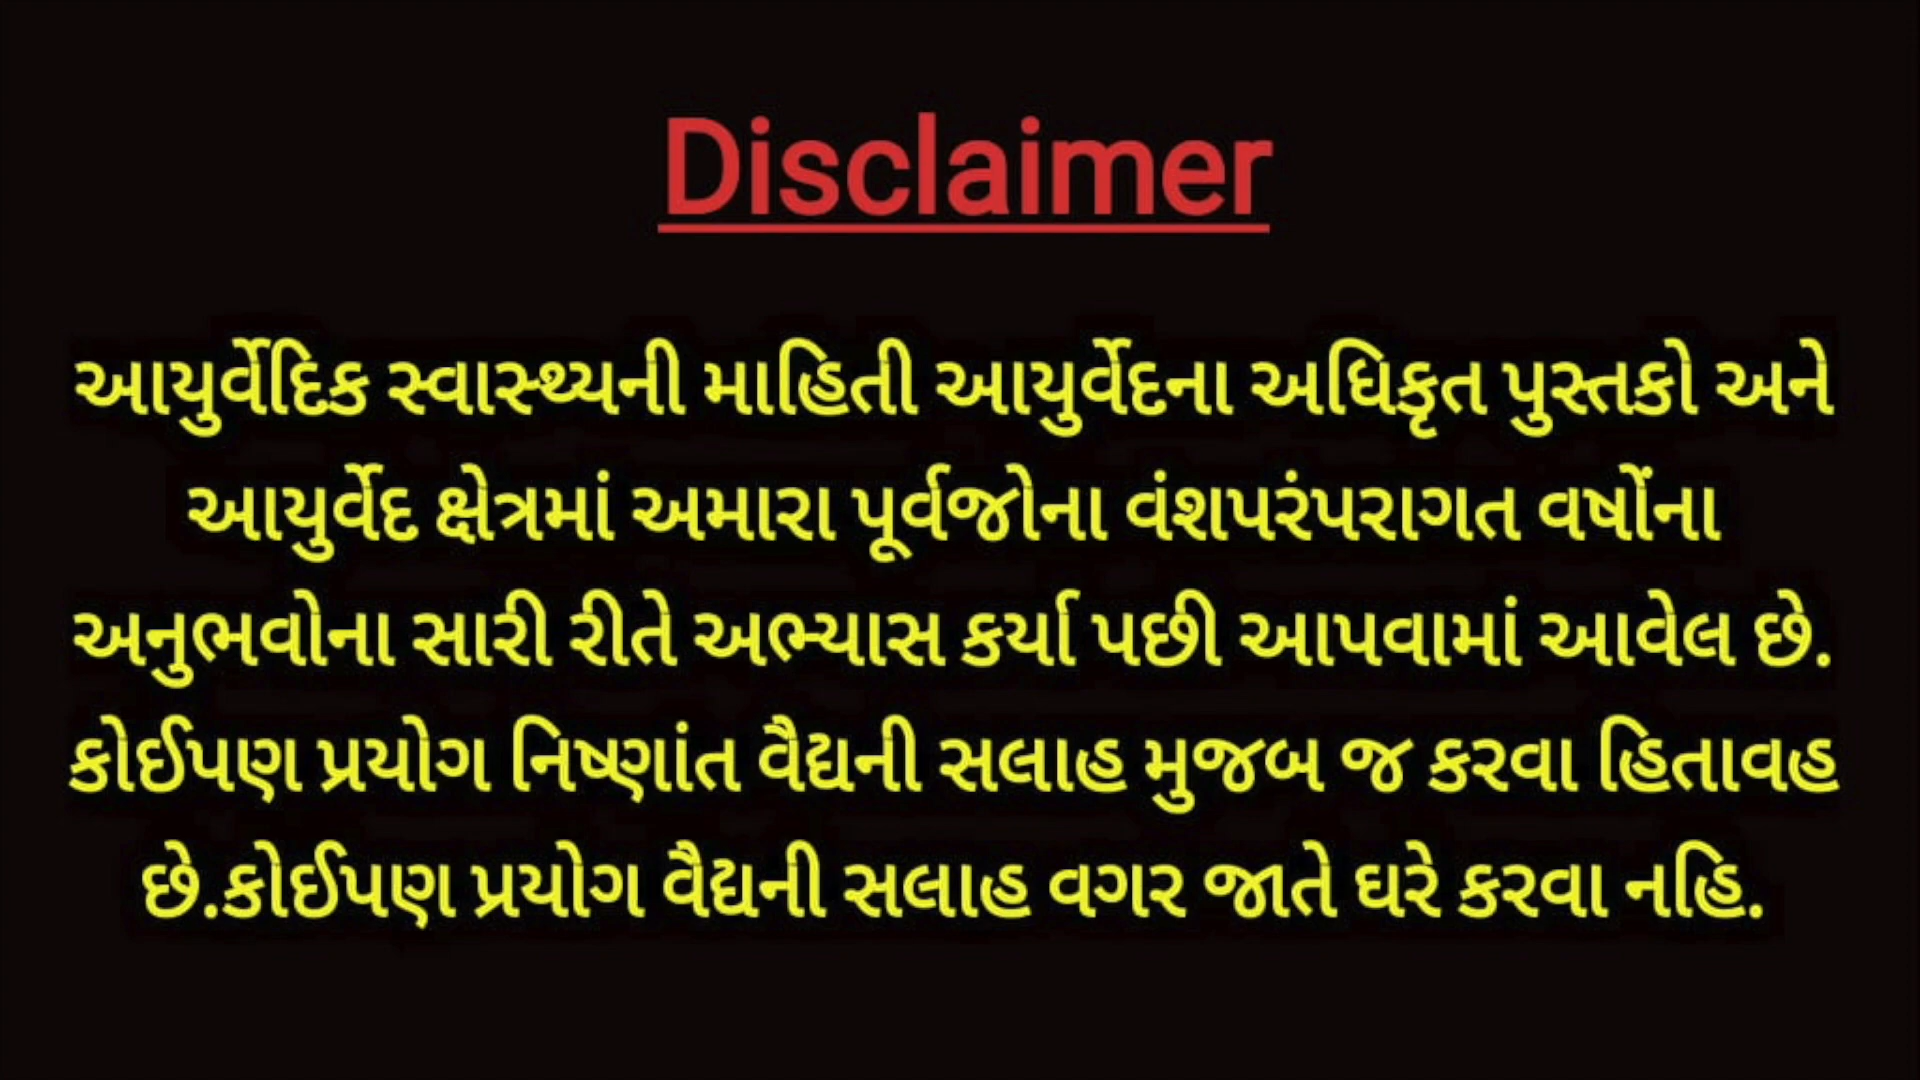 Disclaimer
આયુર્વેદિક સ્વાસ્થ્યની માહિતી આયુર્વેદના અધિકૃત પુસ્તકો અને
આયુર્વેદ ક્ષેત્રમાં અમારા પૂર્વજોના વંશપરંપરાગત વર્ષોંના
અનુભવોના સારી રીતે અભ્યાસ કર્યા પછી આપવામાં આવેલ છે.
કોઈપણ પ્રયોગ નિષ્ણાંત વૈદ્યની સલાહ મુજબ જ કરવા હિતાવહ
છે.કોઈપણ પ્રયોગ વૈદ્યની સલાહ વગર જાતે ઘરે કરવા નહિ.